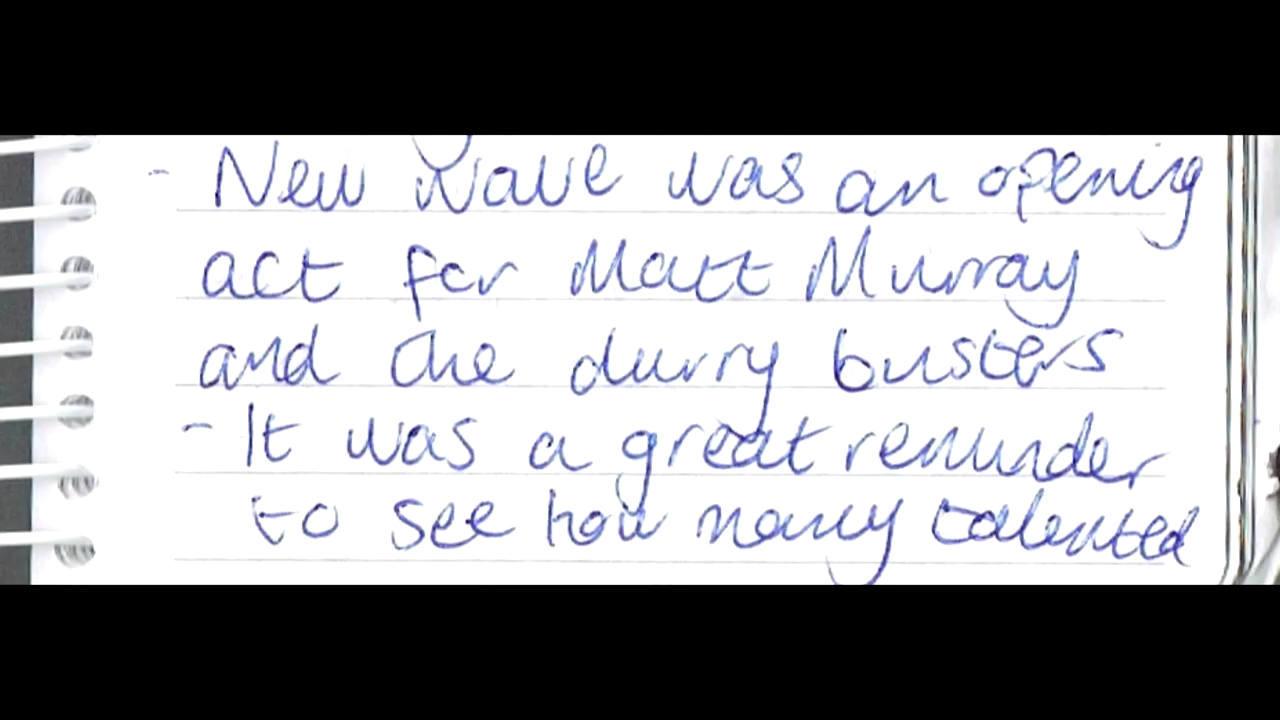 - New wave was an opening
act for Matt Murray
and the durry busters
- It was a great reminder
to see how many talented